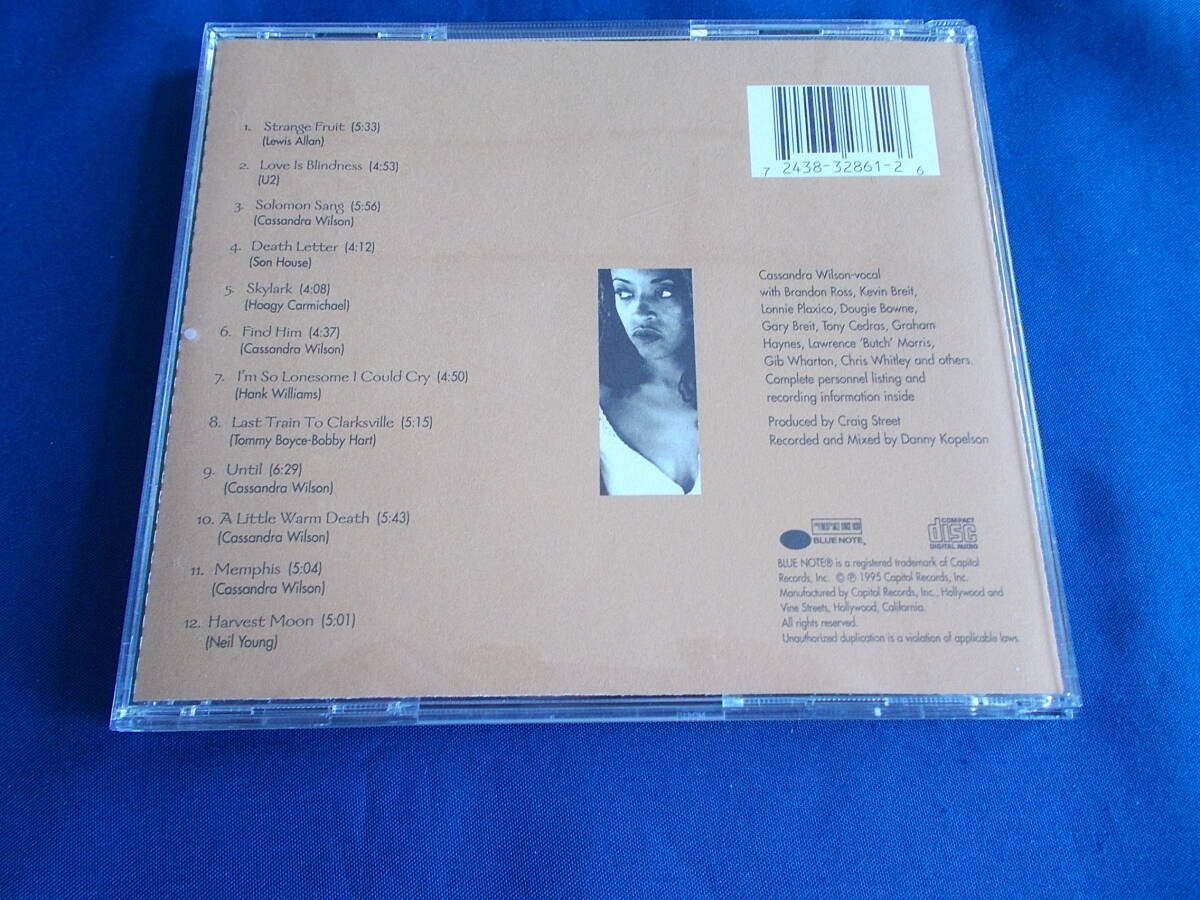 1. Strange Fruit (5:33)
(Lewis Allan)
2. Love Is Blindness (4:53)
(U2)
3. Solomon Sang (5:56)
(Cassandra Wilson)
4. Death Letter (4:12)
(Son House)
5. Skylark (4:08)
(Hoagy Carmichael)
6. Find Him (4:37)
(Cassandra Wilson)
7. I'm So Lonesome I Could Cry (4:50)
(Hank Williams)
8. Last Train To Clarksville (5:15)
(Tommy Boyce-Bobby Hart)
9. Until (6:29)
(Cassandra Wilson)
10. A Little Warm Death (5:43)
(Cassandra Wilson)
11. Memphis (5:04)
(Cassandra Wilson)
12. Harvest Moon (5:01)
(Neil Young)
7 2438-32861-2 6
Cassandra Wilson-vocal
with Brandon Ross, Kevin Breit,
Lonnie Plaxico, Dougie Bowne,
Gary Breit, Tony Cedras, Graham
Haynes, Lawrence 'Butch' Morris,
Gib Wharton, Chris Whitley and others.
Complete personnel listing and
recording information inside
Produced by Craig Street
Recorded and Mixed by Danny Kopelson
BLUE NOTE
COMPACT
disc
DIGITAL AUDIO
BLUE NOTE® is a registered trademark of Capitol
Records, Inc. © ℗ 1995 Capitol Records, Inc.
Manufactured by Capitol Records, Inc., Hollywood and
Vine Streets, Hollywood, California.
All rights reserved.
Unauthorized duplication is a violation of applicable laws.